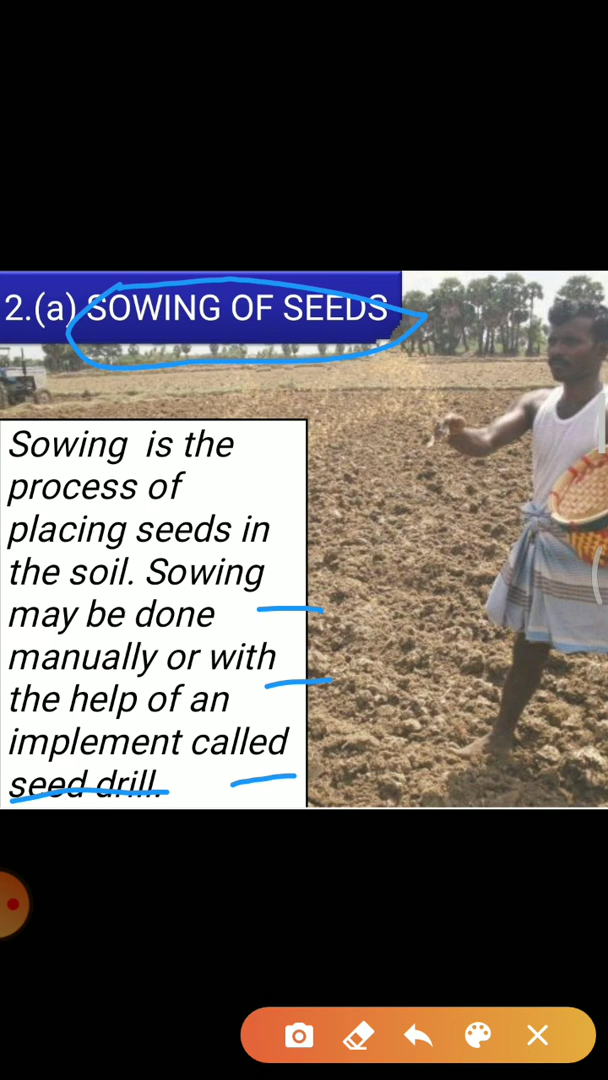 2.(a) SOWING OF SEEDS
Sowing is the
process of
placing seeds in
the soil. Sowing
may be done
manually or with
the help of an
implement called
seed drill.